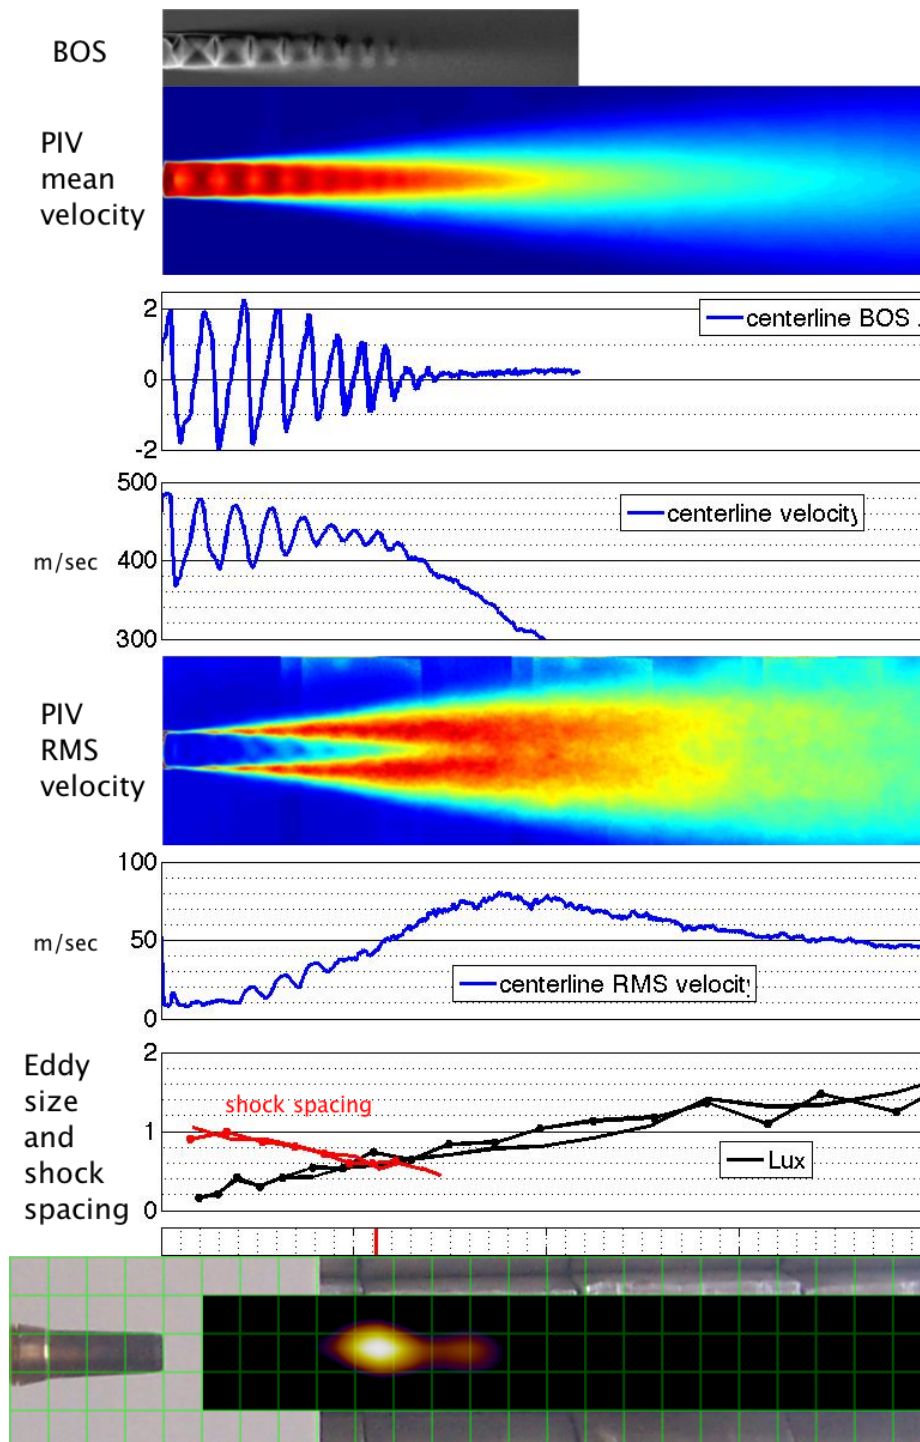 BOS
PIV
mean
velocity
2
0
-2
centerline BOS
500
400
300
m/sec
centerline velocity
PIV
RMS
velocity
100
50
0
m/sec
centerline RMS velocity
Eddy
size
and
shock
spacing
2
1
0
shock spacing
Lux